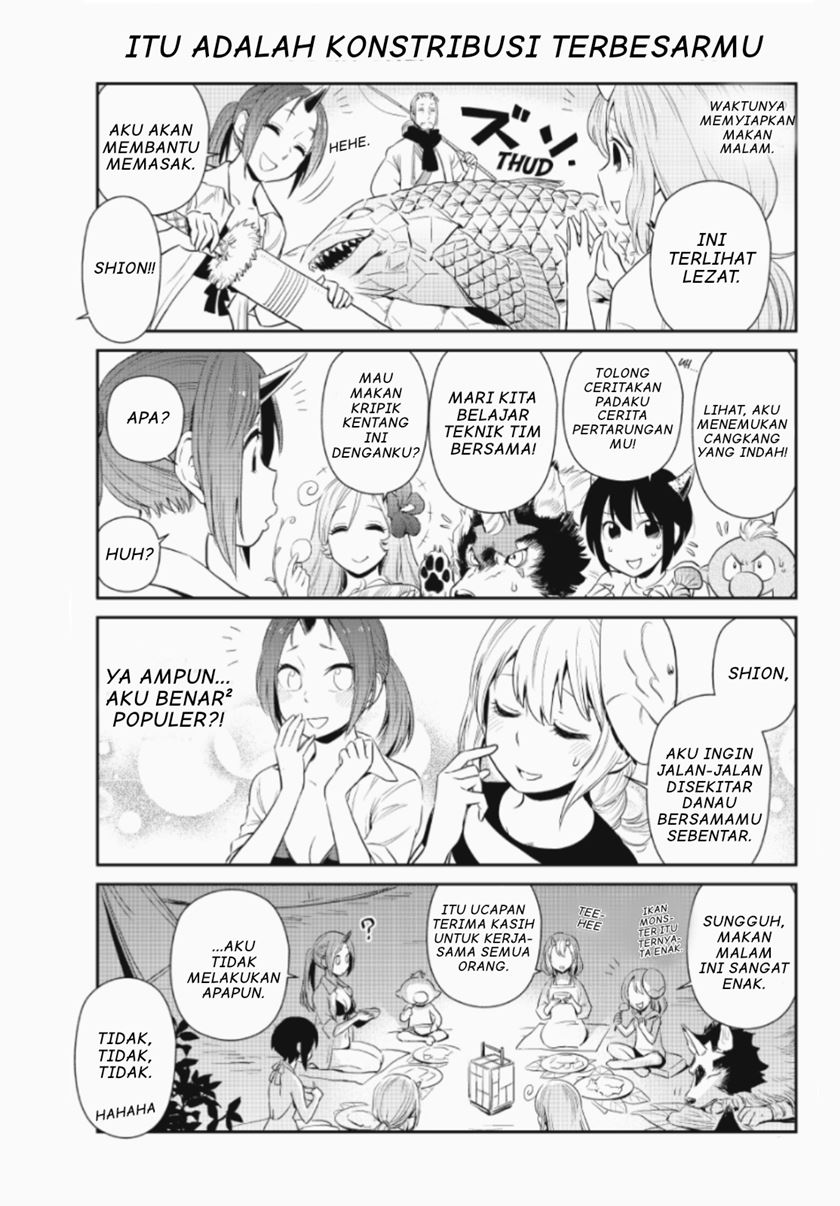 ITU ADALAH KONSTRIBUSI TERBESARMU
WAKTUNYA
MEMYIAPKAN
MAKAN
MALAM.
INI
TERLIHAT
LEZAT.
ズン.
THUD
HEHE.
AKU AKAN
MEMBANTU
MEMASAK.
SHION!!
UH...
LIHAT, AKU
MENEMUKAN
CANGKANG
YANG INDAH!
TOLONG
CERITAKAN
PADAKU
CERITA
PERTARUNGAN
MU!
MARI KITA
BELAJAR
TEKNIK TIM
BERSAMA!
MAU
MAKAN
KRIPIK
KENTANG
INI
DENGANKU?
APA?
HUH?
SHION,
AKU INGIN
JALAN-JALAN
DISEKITAR
DANAU
BERSAMAMU
SEBENTAR.
YA AMPUN...
AKU BENAR²
POPULER?!
SUNGGUH,
MAKAN
MALAM
INI SANGAT
ENAK.
IKAN
MONS-
TER ITU
TERNYA-
TA ENAK.
TEE-
HEE
ITU UCAPAN
TERIMA KASIH
UNTUK KERJA-
SAMA SEMUA
ORANG.
?
...AKU
TIDAK
MELAKUKAN
APAPUN.
TIDAK,
TIDAK,
TIDAK.
HAHAHA